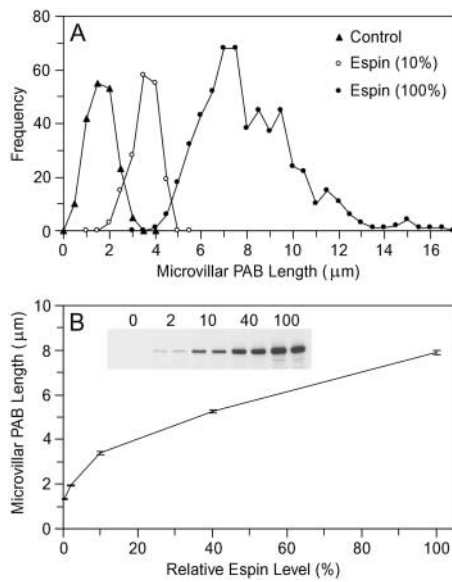 A
▲ Control
○ Espin (10%)
● Espin (100%)
Frequency
80
60
40
20
0
0 2 4 6 8 10 12 14 16
Microvillar PAB Length (μm)
B
0 2 10 40 100
Microvillar PAB Length (μm)
10
8
6
4
2
0
0 20 40 60 80 100
Relative Espin Level (%)